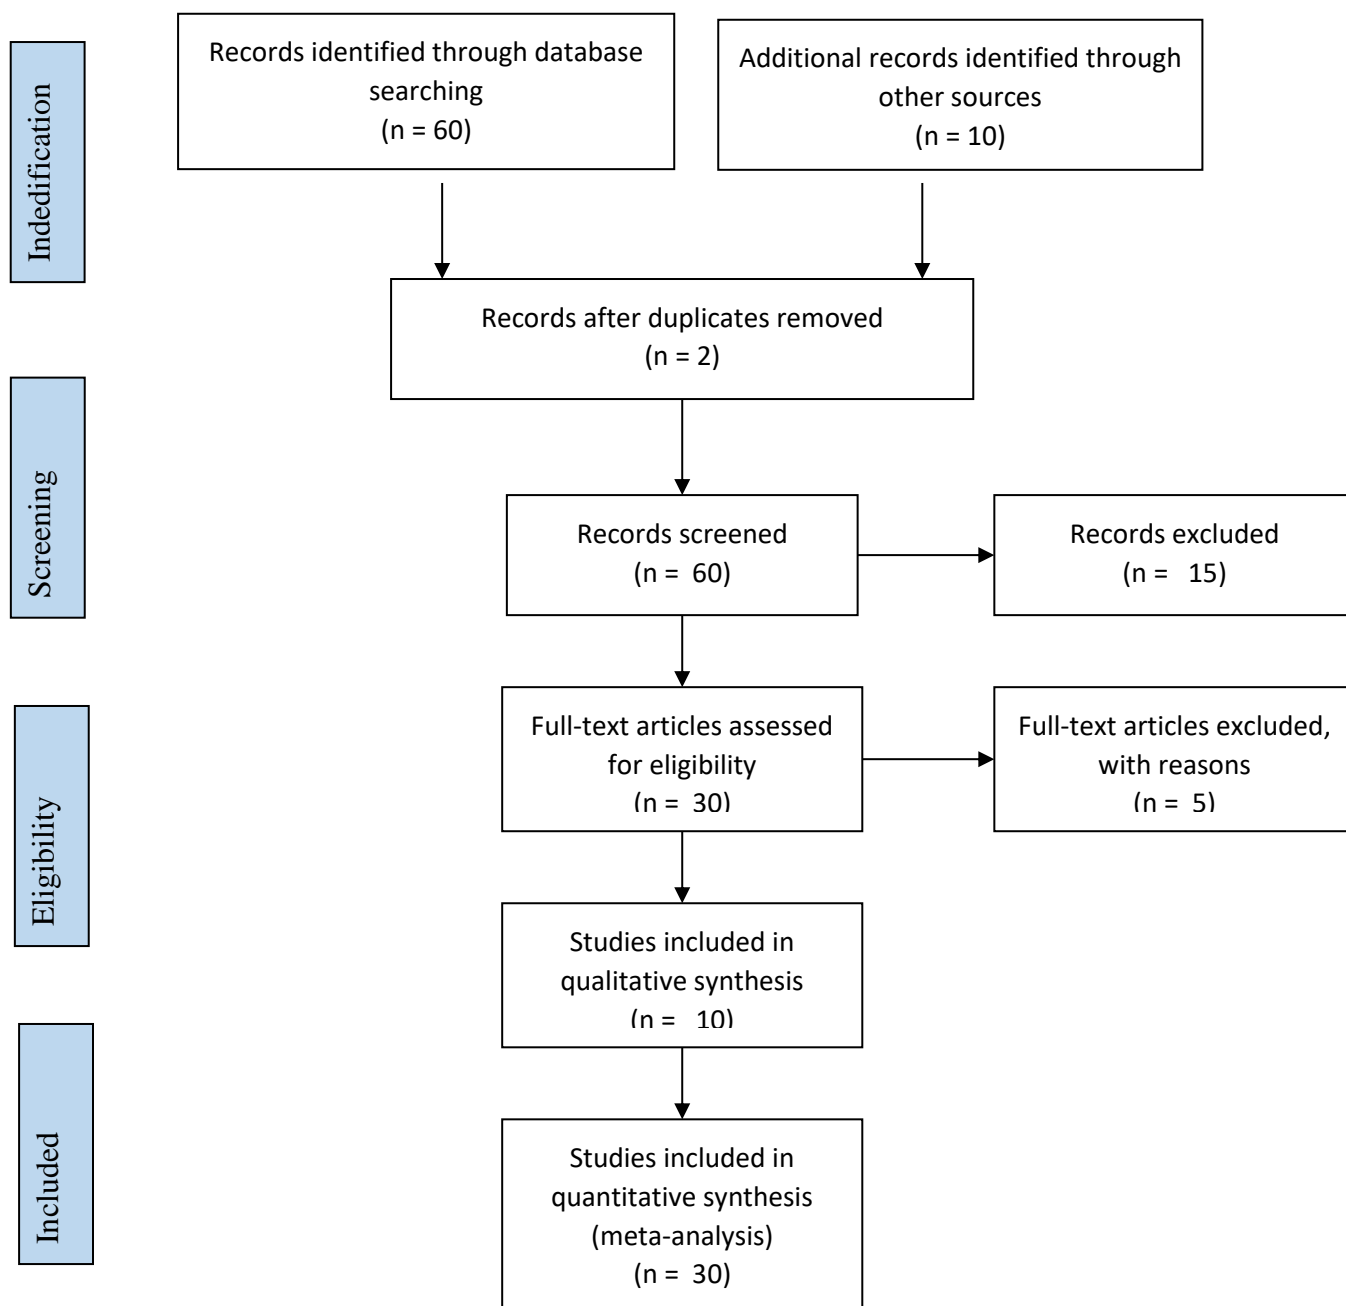 Indedification
Records identified through database
searching
(n = 60)
Additional records identified through
other sources
(n = 10)
Records after duplicates removed
(n = 2)
Screening
Records screened
(n =  60)
Records excluded
(n =   15)
Eligibility
Full-text articles assessed
for eligibility
(n =  30)
Full-text articles excluded,
with reasons
(n =  5)
Studies included in
qualitative synthesis
(n =   10)
Included
Studies included in
quantitative synthesis
(meta-analysis)
(n = 30)